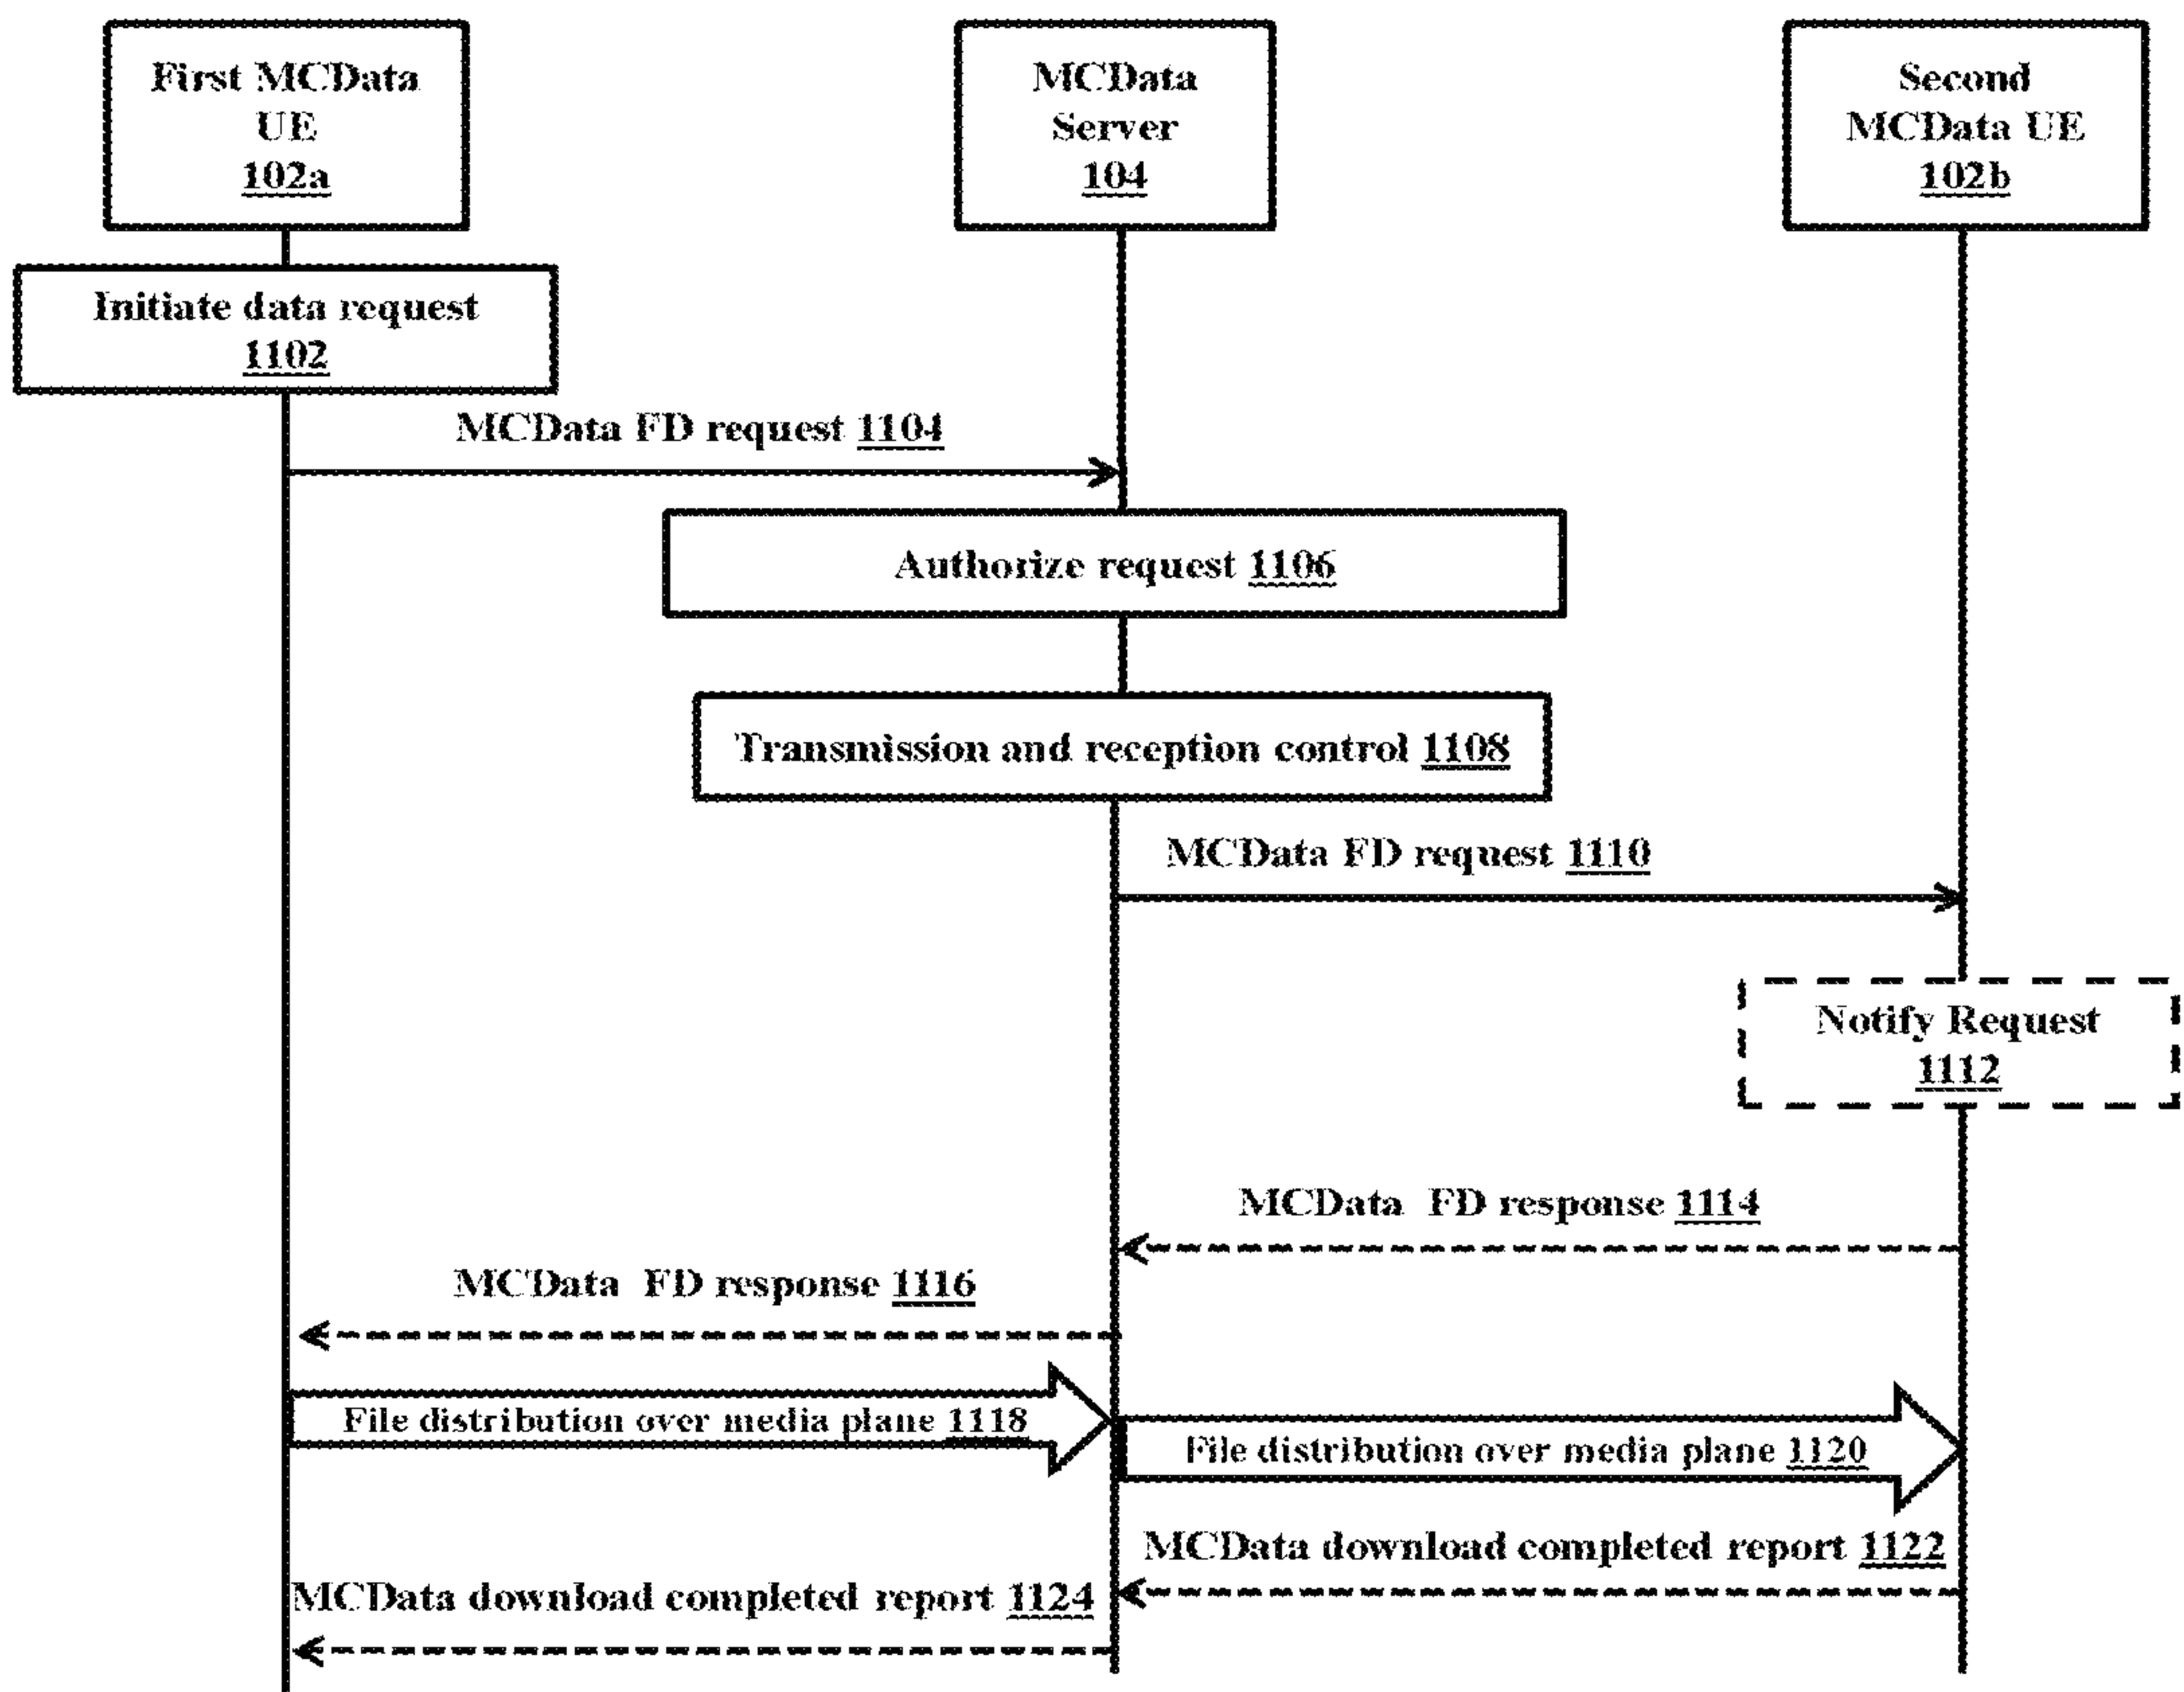 First MCData
UE
102a
MCData
Server
104
Second
MCData UE
102b
Initiate data request
1102
MCData FD request 1104
Authorize request 1106
Transmission and reception control 1108
MCData FD request 1110
Notify Request
1112
MCData FD response 1114
MCData FD response 1116
File distribution over media plane 1118
File distribution over media plane 1120
MCData download completed report 1122
MCData download completed report 1124